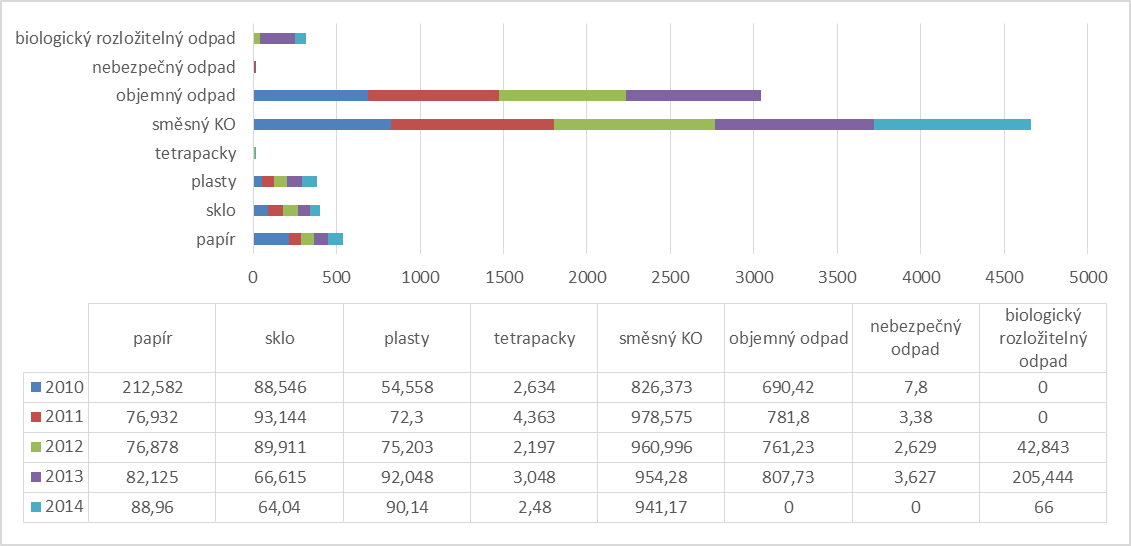 biologický rozložitelný odpad
nebezpečný odpad
objemný odpad
směsný KO
tetrapacky
plasty
sklo
papír
0 500 1000 1500 2000 2500 3000 3500 4000 4500 5000
papír sklo plasty tetrapacky směsný KO objemný odpad nebezpečný odpad biologický rozložitelný odpad
2010 212,582 88,546 54,558 2,634 826,373 690,42 7,8 0
2011 76,932 93,144 72,3 4,363 978,575 781,8 3,38 0
2012 76,878 89,911 75,203 2,197 960,996 761,23 2,629 42,843
2013 82,125 66,615 92,048 3,048 954,28 807,73 3,627 205,444
2014 88,96 64,04 90,14 2,48 941,17 0 0 66